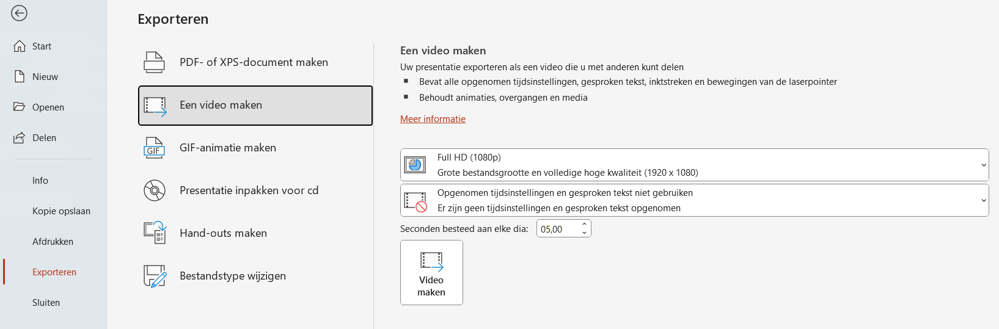 Start
Nieuw
Openen
Delen
Info
Kopie opslaan
Afdrukken
Exporteren
Sluiten
Exporteren
PDF- of XPS-document maken
Een video maken
GIF
GIF-animatie maken
Presentatie inpakken voor cd
Hand-outs maken
Bestandstype wijzigen
Een video maken
Uw presentatie exporteren als een video die u met anderen kunt delen
Bevat alle opgenomen tijdsinstellingen, gesproken tekst, inktstreken en bewegingen van de laserpointer
Behoudt animaties, overgangen en media
Meer informatie
Full HD (1080p)
Grote bestandsgrootte en volledige hoge kwaliteit (1920 x 1080)
Opgenomen tijdsinstellingen en gesproken tekst niet gebruiken
Er zijn geen tijdsinstellingen en gesproken tekst opgenomen
Seconden besteed aan elke dia: 05,00
Video
maken